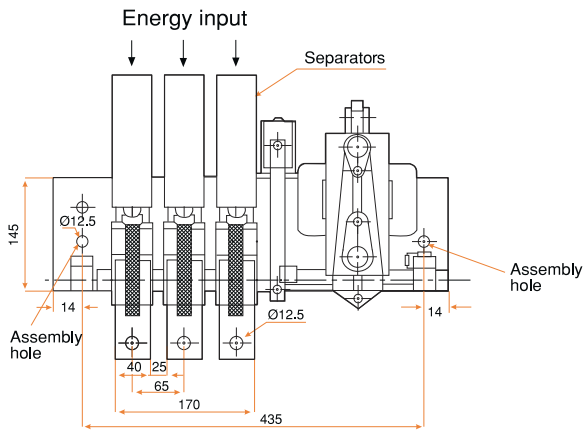 Energy input
Separators
Ø12.5
145
14
Assembly
hole
Assembly
hole
14
Ø12.5
40
25
65
170
435